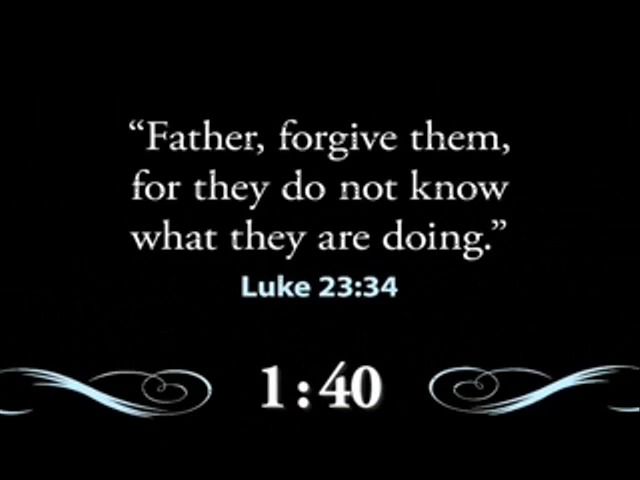 “Father, forgive them,
for they do not know
what they are doing.”
Luke 23:34
1:40